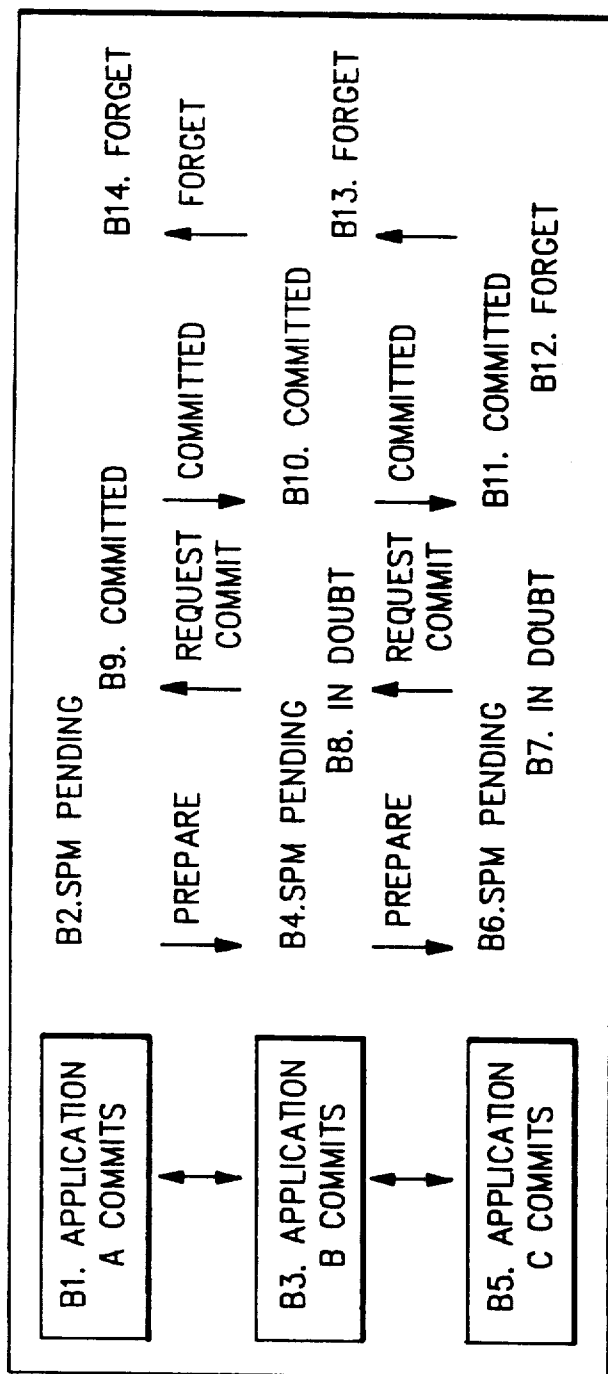 B1. APPLICATION
A COMMITS
B2.SPM PENDING
B9. COMMITTED
B14. FORGET
PREPARE
REQUEST
COMMIT
COMMITTED
FORGET
B3. APPLICATION
B COMMITS
B4.SPM PENDING
B8. IN DOUBT
B10. COMMITTED
B13. FORGET
PREPARE
REQUEST
COMMIT
COMMITTED
B5. APPLICATION
C COMMITS
B6.SPM PENDING
B7. IN DOUBT
B11. COMMITTED
B12. FORGET